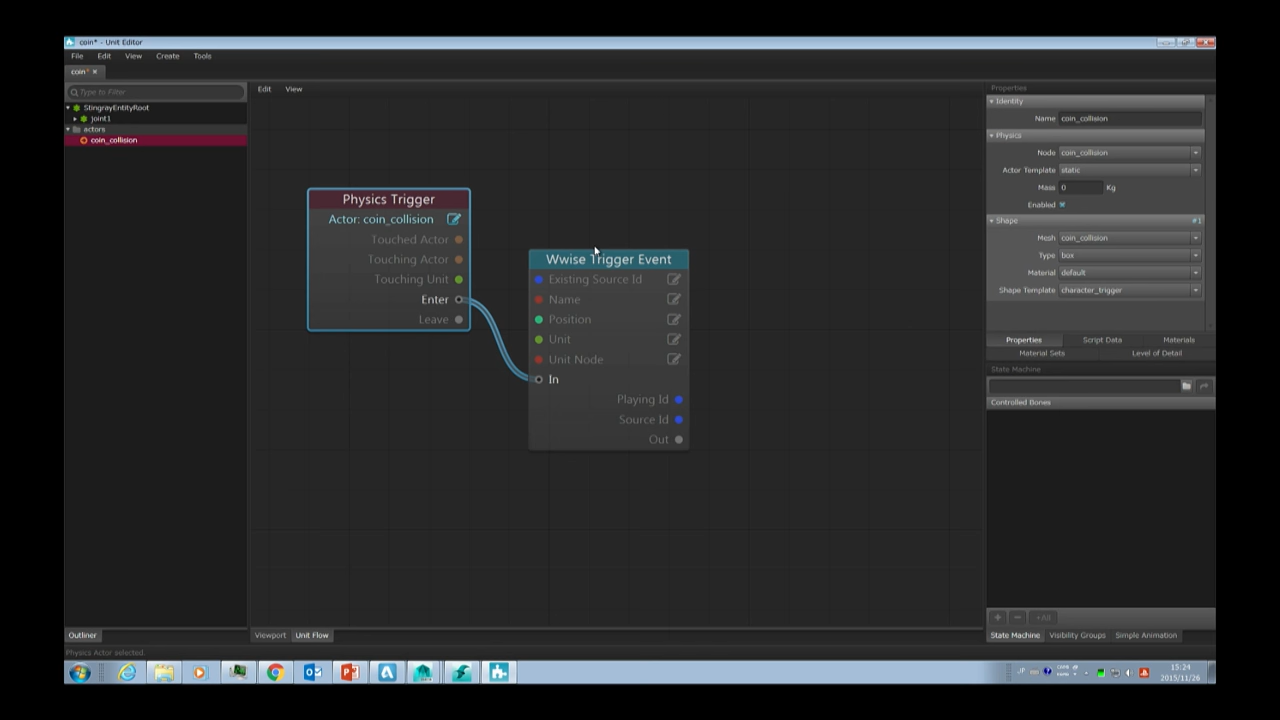 coin* - Unit Editor
File Edit View Create Tools
coin* ×
Type to Filter
StingrayEntityRoot
joint1
actors
coin_collision
Edit View
Physics Trigger
Actor: coin_collision
Touched Actor
Touching Actor
Touching Unit
Enter
Leave
Wwise Trigger Event
Existing Source Id
Name
Position
Unit
Unit Node
In
Playing Id
Source Id
Out
Properties
Identity
Name coin_collision
Physics
Node coin_collision
Actor Template static
Mass 0 Kg
Enabled
Shape #1
Mesh coin_collision
Type box
Material default
Shape Template character_trigger
Properties Script Data Materials
Material Sets Level of Detail
State Machine
Controlled Bones
+ − +All
State Machine Visibility Groups Simple Animation
Outliner
Viewport Unit Flow
Physics Actor selected.
JP
15:24
2015/11/26